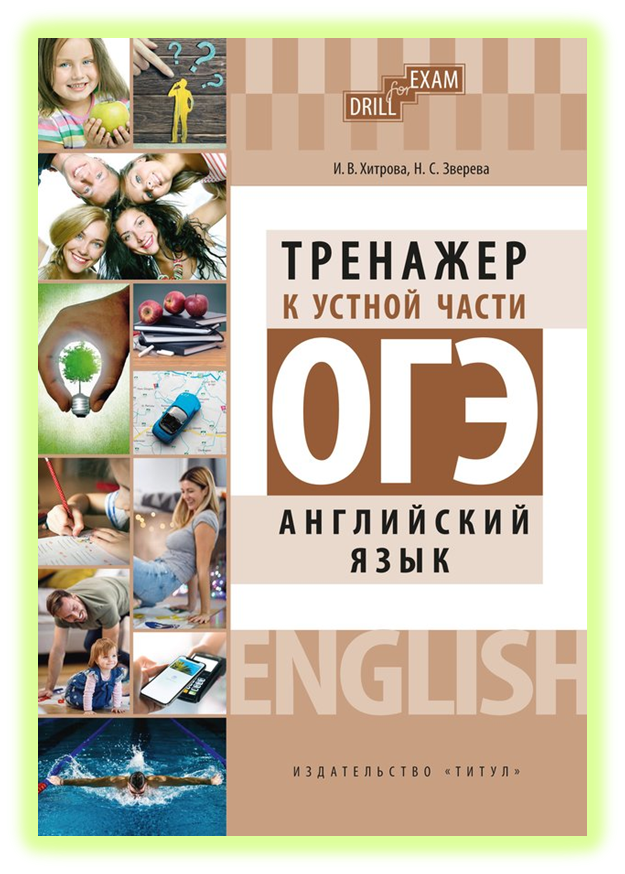 DRILL for EXAM
И. В. Хитрова, Н. С. Зверева
ТРЕНАЖЕР
К УСТНОЙ ЧАСТИ
ОГЭ
АНГЛИЙСКИЙ
ЯЗЫК
ENGLISH
ИЗДАТЕЛЬСТВО «ТИТУЛ»